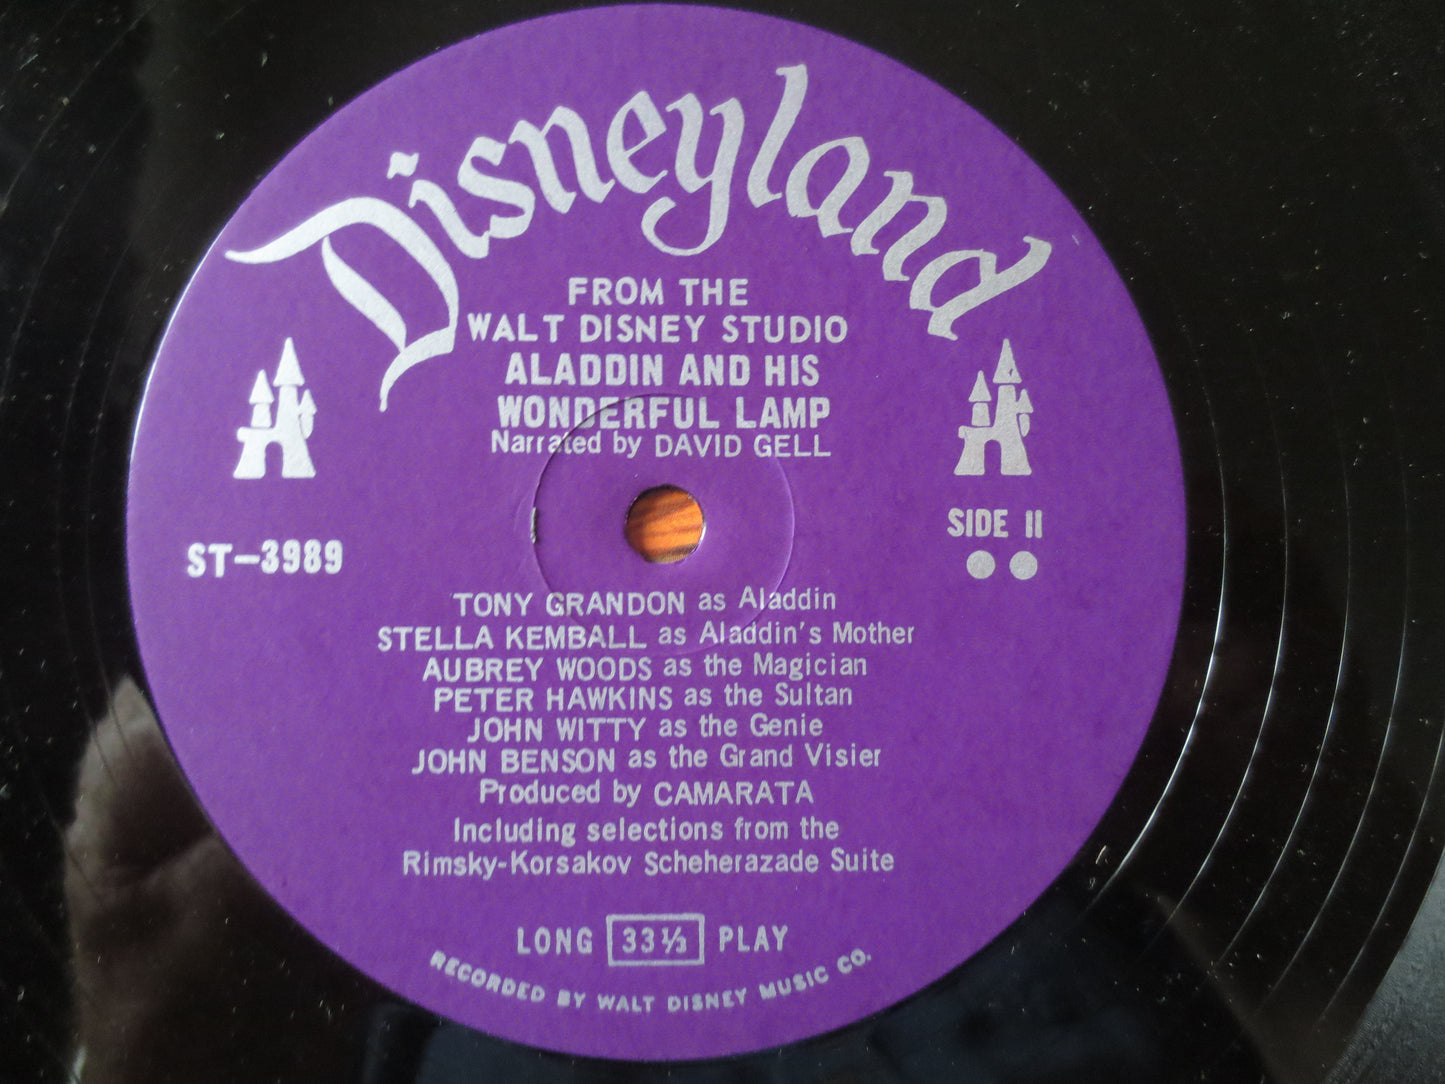 Disneyland
FROM THE
WALT DISNEY STUDIO
ALADDIN AND HIS
WONDERFUL LAMP
Narrated by DAVID GELL
SIDE II
ST-3989
TONY GRANDON as Aladdin
STELLA KEMBALL as Aladdin's Mother
AUBREY WOODS as the Magician
PETER HAWKINS as the Sultan
JOHN WITTY as the Genie
JOHN BENSON as the Grand Visier
Produced by CAMARATA
Including selections from the
Rimsky-Korsakov Scheherazade Suite
LONG 33⅓ PLAY
RECORDED BY WALT DISNEY MUSIC CO.